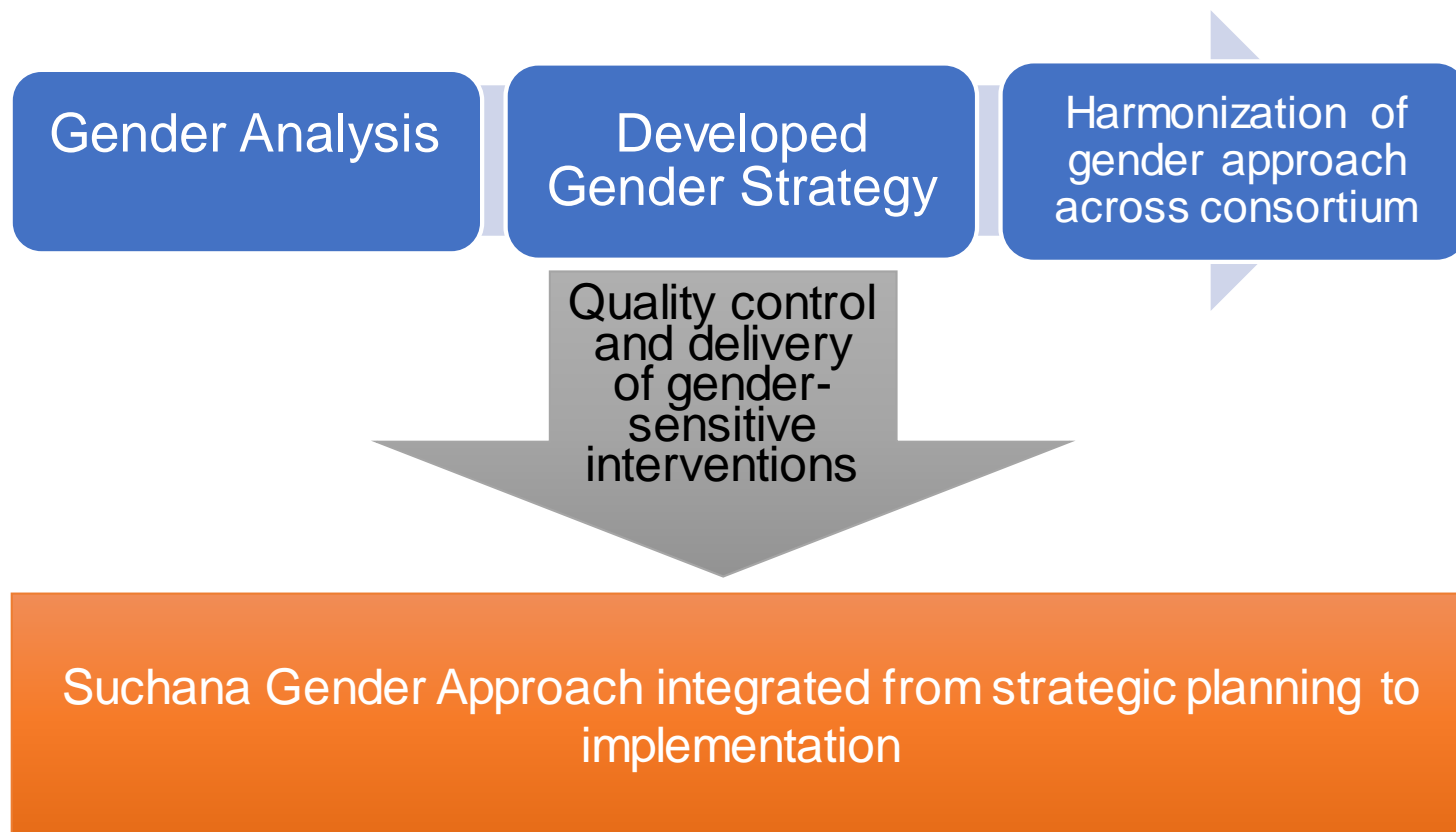 Gender Analysis
Developed
Gender Strategy
Harmonization of
gender approach
across consortium
Quality control
and delivery
of gender-
sensitive
interventions
Suchana Gender Approach integrated from strategic planning to
implementation